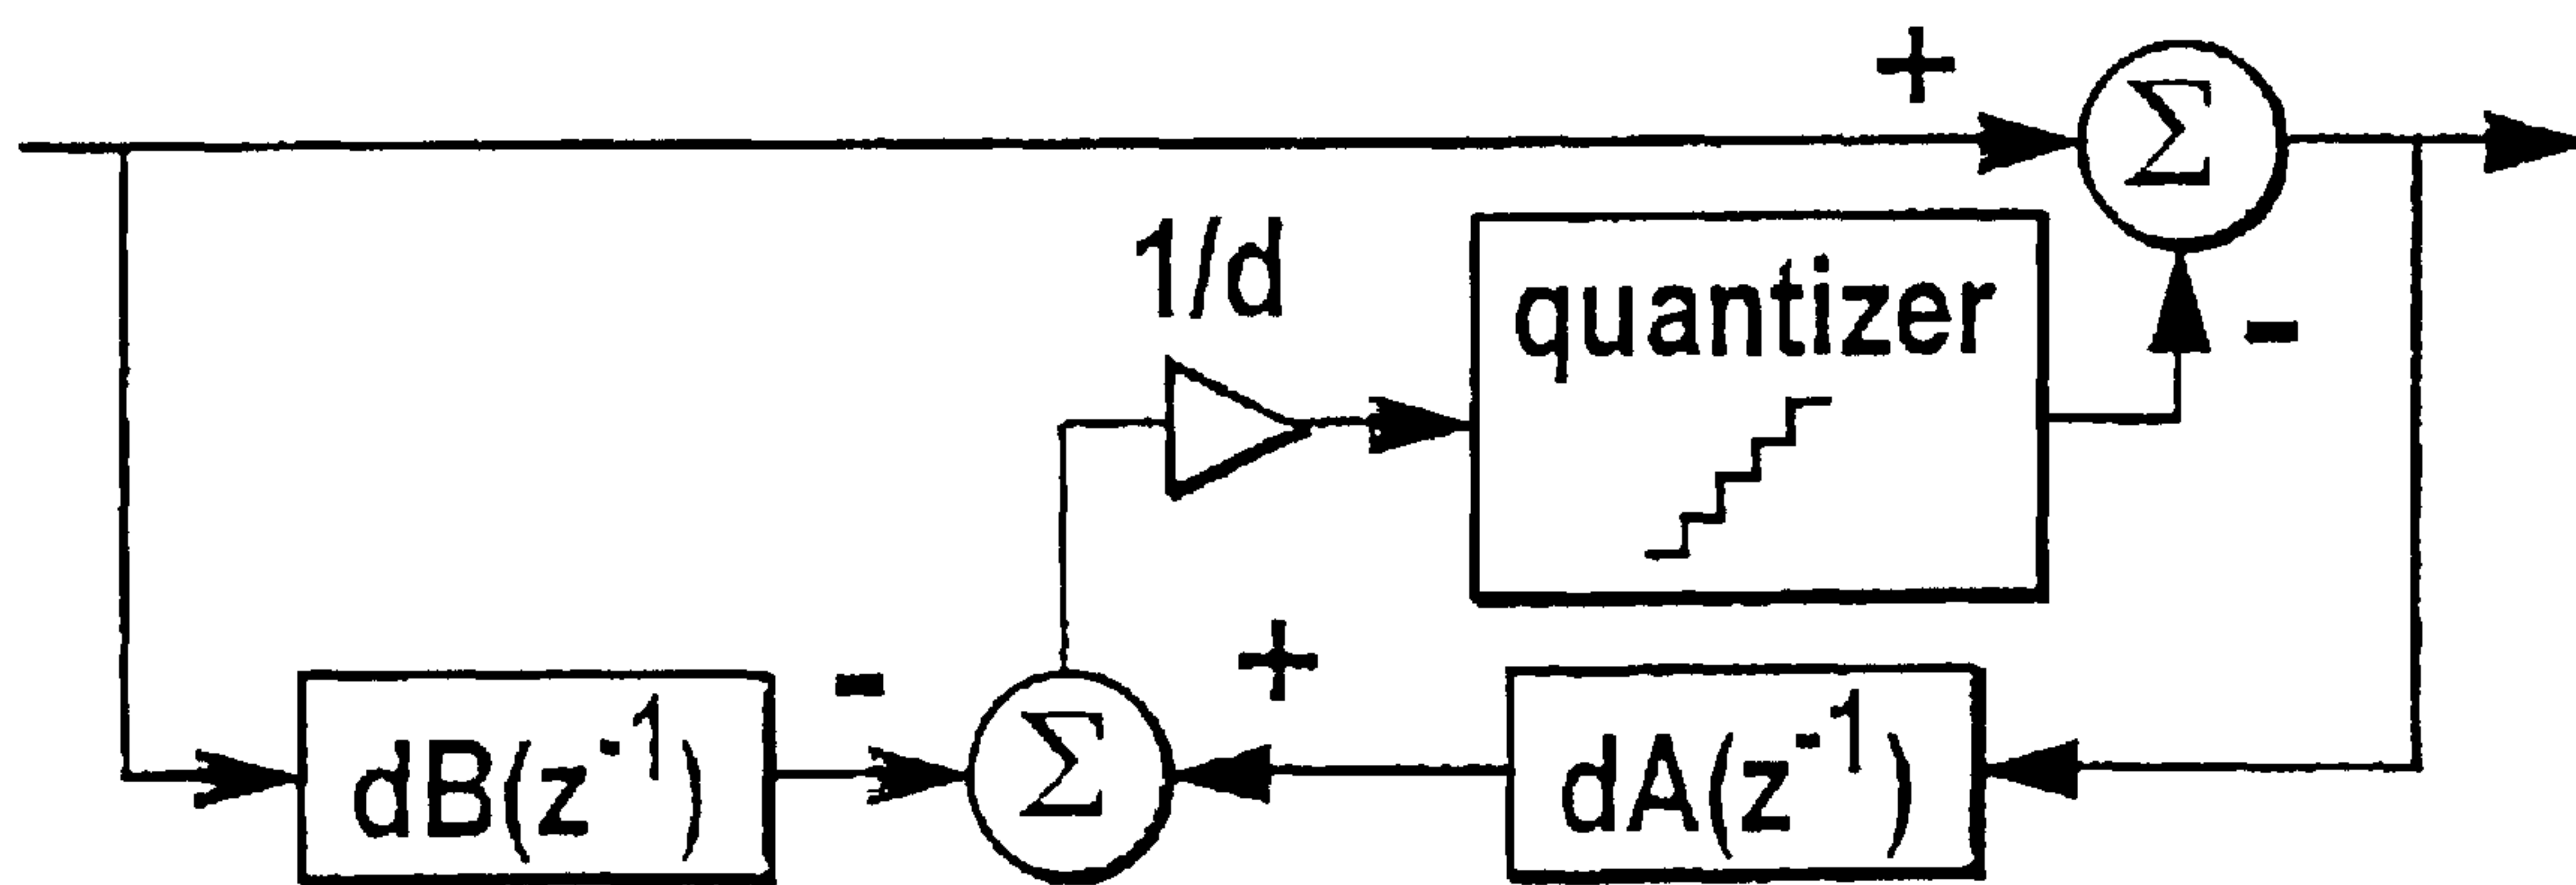 +
Σ
1/d
quantizer
-
-
+
dB(z⁻¹)
Σ
dA(z⁻¹)